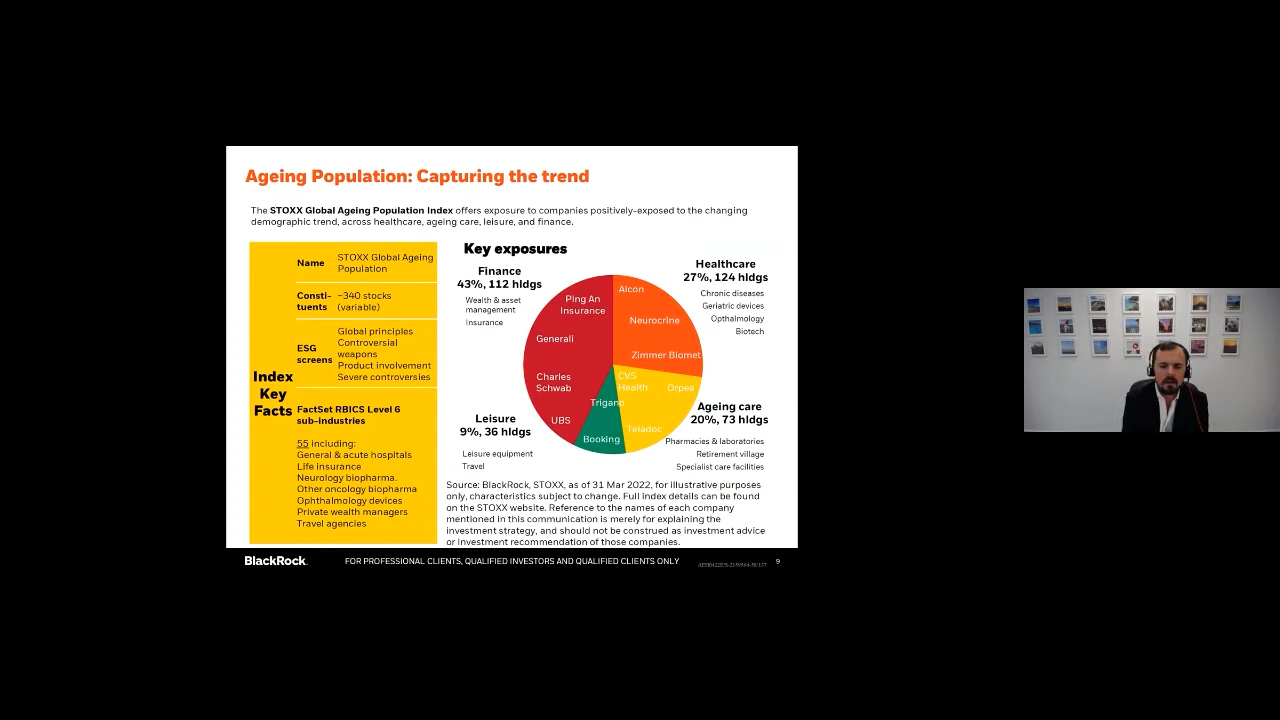 Ageing Population: Capturing the trend
The STOXX Global Ageing Population Index offers exposure to companies positively-exposed to the changing
demographic trend, across healthcare, ageing care, leisure, and finance.
Index
Key
Facts
Name
STOXX Global Ageing
Population
Consti-
tuents
~340 stocks
(variable)
ESG
screens
Global principles
Controversial
weapons
Product involvement
Severe controversies
FactSet RBICS Level 6
sub-industries
55 including:
General & acute hospitals
Life insurance
Neurology biopharma.
Other oncology biopharma
Ophthalmology devices
Private wealth managers
Travel agencies
Key exposures
Finance
43%, 112 hldgs
Wealth & asset
management
Insurance
Healthcare
27%, 124 hldgs
Chronic diseases
Geriatric devices
Opthalmology
Biotech
Ping An
Insurance
Generali
Charles
Schwab
UBS
Alcon
Neurocrine
Zimmer Biomet
CVS
Health
Orpea
Teladoc
Trigano
Booking
Leisure
9%, 36 hldgs
Leisure equipment
Travel
Ageing care
20%, 73 hldgs
Pharmacies & laboratories
Retirement village
Specialist care facilities
Source: BlackRock, STOXX, as of 31 Mar 2022, for illustrative purposes
only, characteristics subject to change. Full index details can be found
on the STOXX website. Reference to the names of each company
mentioned in this communication is merely for explaining the
investment strategy, and should not be construed as investment advice
or investment recommendation of those companies.
BlackRock.
FOR PROFESSIONAL CLIENTS, QUALIFIED INVESTORS AND QUALIFIED CLIENTS ONLY
9